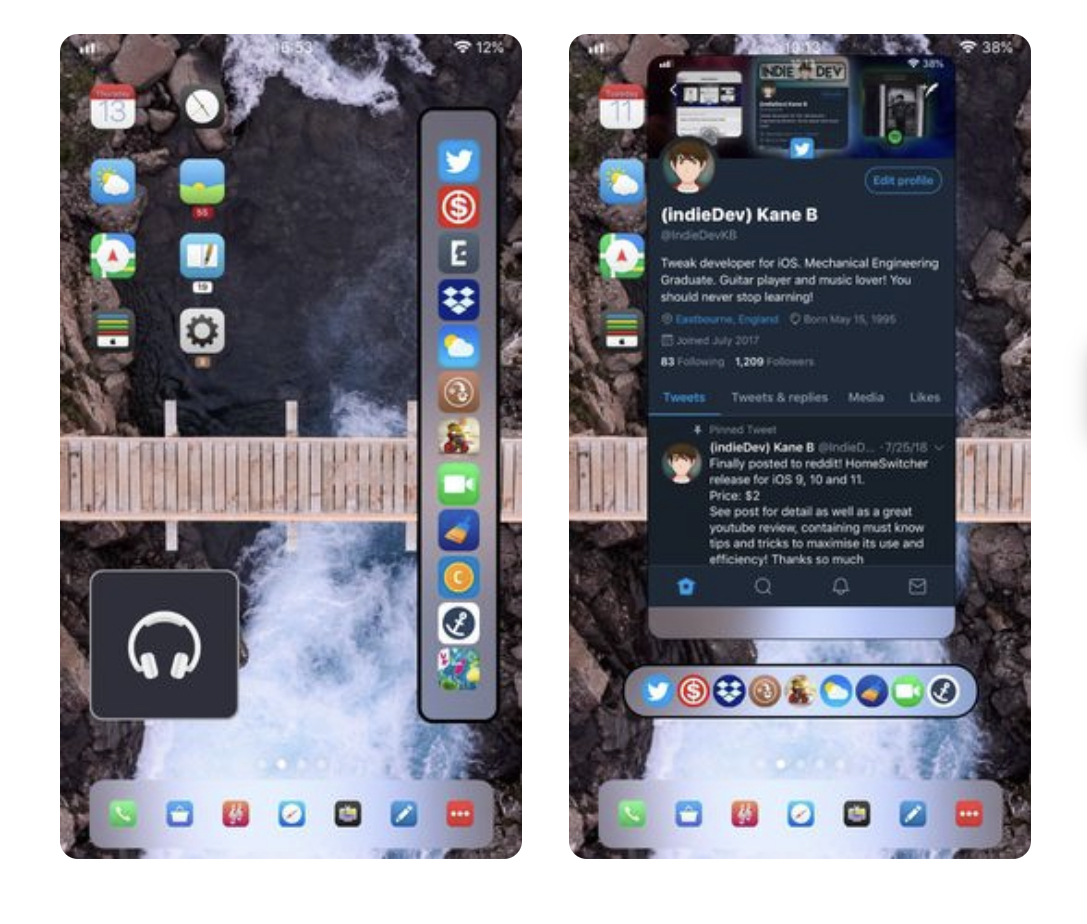 16:53
12%
Thursday
13
55
19
38%
Tuesday
11
38%
INDIE DEV
Edit profile
(indieDev) Kane B
@IndieDevKB
Tweak developer for iOS. Mechanical Engineering
Graduate. Guitar player and music lover! You
should never stop learning!
Eastbourne, England Born May 15, 1995
Joined July 2017
83 Following 1,209 Followers
Tweets Tweets & replies Media Likes
Pinned Tweet
(indieDev) Kane B @IndieD... · 7/25/18
Finally posted to reddit! HomeSwitcher
release for iOS 9, 10 and 11.
Price: $2
See post for detail as well as a great
youtube review, containing must know
tips and tricks to maximise its use and
efficiency! Thanks so much